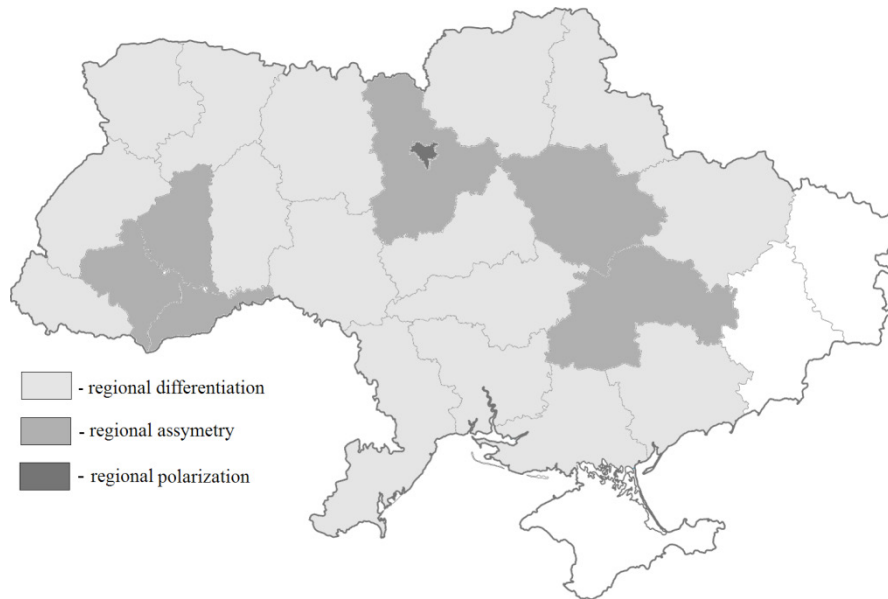 - regional differentiation
- regional assymetry
- regional polarization